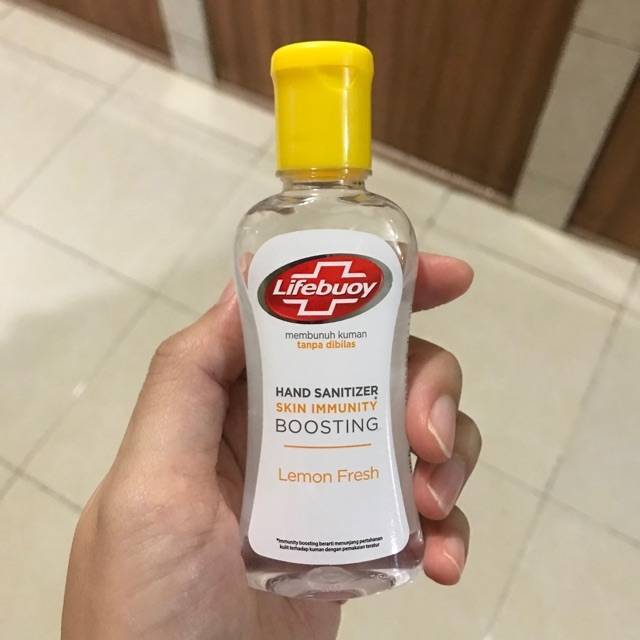 Lifebuoy
membunuh kuman
tanpa dibilas
HAND SANITIZER
SKIN IMMUNITY*
BOOSTING
Lemon Fresh
*Immunity boosting berarti menunjang pertahanan
kulit terhadap kuman dengan pemakaian teratur